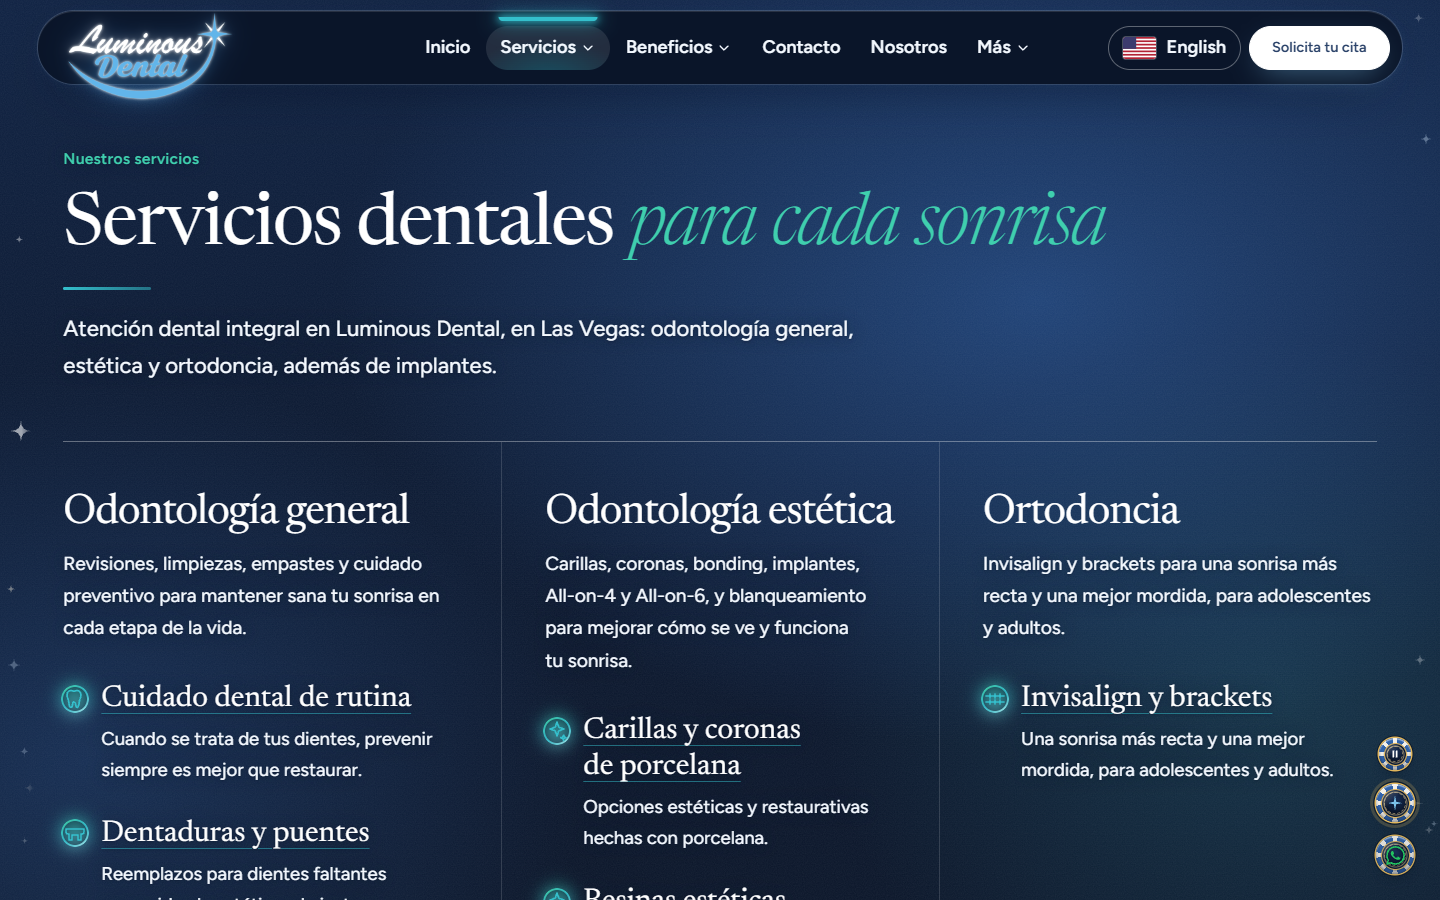 Luminous
Dental
Inicio
Servicios
Beneficios
Contacto
Nosotros
Más
English
Solicita tu cita
Nuestros servicios
Servicios dentales para cada sonrisa
Atención dental integral en Luminous Dental, en Las Vegas: odontología general,
estética y ortodoncia, además de implantes.
Odontología general
Revisiones, limpiezas, empastes y cuidado
preventivo para mantener sana tu sonrisa en
cada etapa de la vida.
Cuidado dental de rutina
Cuando se trata de tus dientes, prevenir
siempre es mejor que restaurar.
Dentaduras y puentes
Reemplazos para dientes faltantes
Odontología estética
Carillas, coronas, bonding, implantes,
All-on-4 y All-on-6, y blanqueamiento
para mejorar cómo se ve y funciona
tu sonrisa.
Carillas y coronas
de porcelana
Opciones estéticas y restaurativas
hechas con porcelana.
Resinas estéticas
Ortodoncia
Invisalign y brackets para una sonrisa más
recta y una mejor mordida, para adolescentes
y adultos.
Invisalign y brackets
Una sonrisa más recta y una mejor
mordida, para adolescentes y adultos.